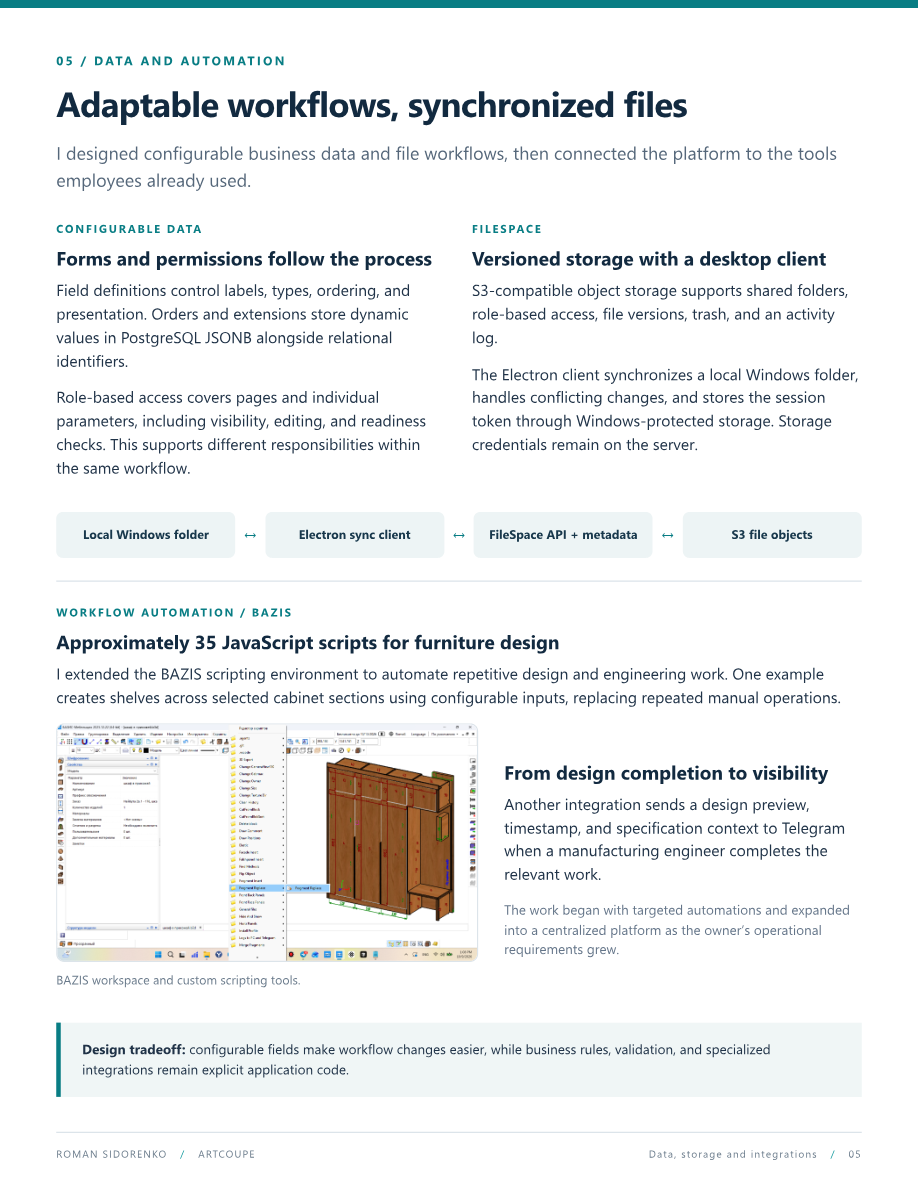 05 / DATA AND AUTOMATION
Adaptable workflows, synchronized files
I designed configurable business data and file workflows, then connected the platform to the tools
employees already used.
CONFIGURABLE DATA
Forms and permissions follow the process
Field definitions control labels, types, ordering, and
presentation. Orders and extensions store dynamic
values in PostgreSQL JSONB alongside relational
identifiers.
Role-based access covers pages and individual
parameters, including visibility, editing, and readiness
checks. This supports different responsibilities within
the same workflow.
FILESPACE
Versioned storage with a desktop client
S3-compatible object storage supports shared folders,
role-based access, file versions, trash, and an activity
log.
The Electron client synchronizes a local Windows folder,
handles conflicting changes, and stores the session
token through Windows-protected storage. Storage
credentials remain on the server.
Local Windows folder ↔ Electron sync client ↔ FileSpace API + metadata ↔ S3 file objects
WORKFLOW AUTOMATION / BAZIS
Approximately 35 JavaScript scripts for furniture design
I extended the BAZIS scripting environment to automate repetitive design and engineering work. One example
creates shelves across selected cabinet sections using configurable inputs, replacing repeated manual operations.
BAZIS workspace and custom scripting tools.
From design completion to visibility
Another integration sends a design preview,
timestamp, and specification context to Telegram
when a manufacturing engineer completes the
relevant work.
The work began with targeted automations and expanded
into a centralized platform as the owner’s operational
requirements grew.
Design tradeoff: configurable fields make workflow changes easier, while business rules, validation, and specialized
integrations remain explicit application code.
ROMAN SIDORENKO / ARTCOUPE
Data, storage and integrations / 05